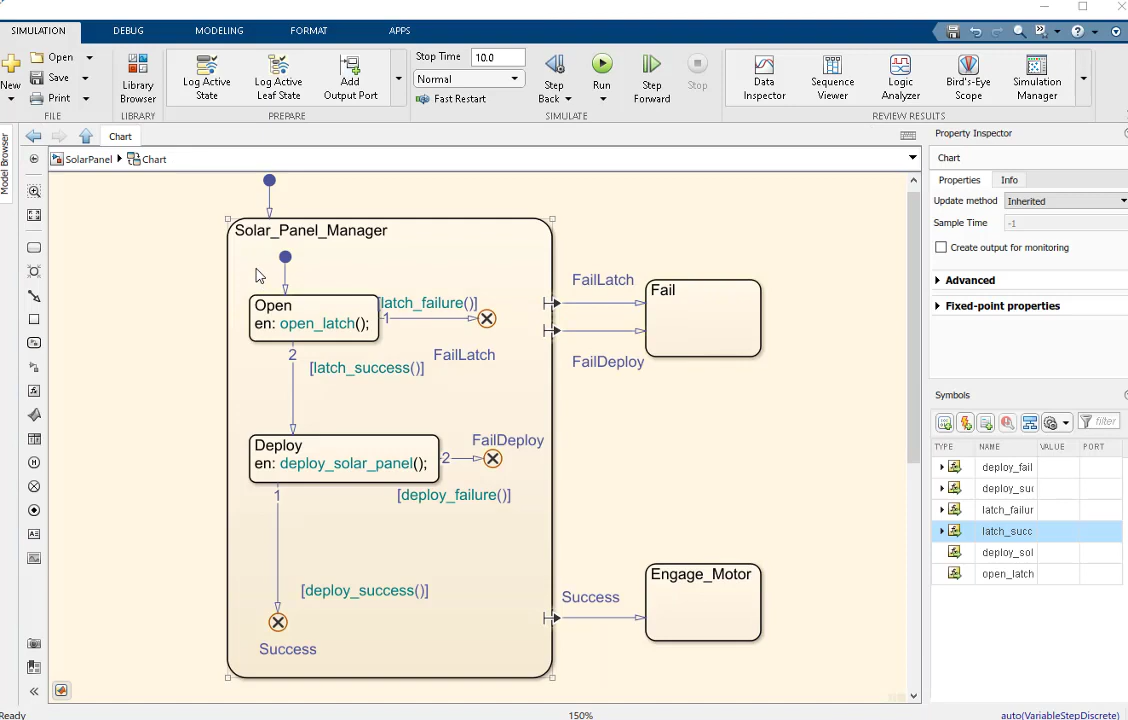 SIMULATION DEBUG MODELING FORMAT APPS
New
Open
Save
Print
FILE
Library
Browser
LIBRARY
Log Active
State
Log Active
Leaf State
Add
Output Port
PREPARE
Stop Time 10.0
Normal
Fast Restart
Step
Back
Run
Step
Forward
Stop
SIMULATE
Data
Inspector
Sequence
Viewer
Logic
Analyzer
Bird's-Eye
Scope
Simulation
Manager
REVIEW RESULTS
Model Browser
Chart
SolarPanel Chart
Solar_Panel_Manager
Open
en: open_latch();
[latch_failure()]
1
FailLatch
2
[latch_success()]
Deploy
en: deploy_solar_panel();
FailDeploy
2
[deploy_failure()]
1
[deploy_success()]
Success
FailLatch
Fail
FailDeploy
Success
Engage_Motor
Property Inspector
Chart
Properties Info
Update method Inherited
Sample Time -1
Create output for monitoring
Advanced
Fixed-point properties
Symbols
filter
TYPE NAME VALUE PORT
deploy_fail
deploy_suc
latch_failur
latch_succ
deploy_sol
open_latch
Ready 150% auto(VariableStepDiscrete)